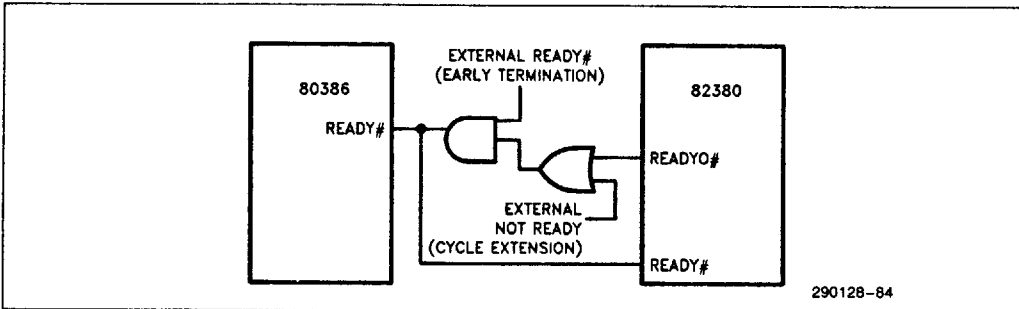 80386
READY#
EXTERNAL READY#
(EARLY TERMINATION)
EXTERNAL
NOT READY
(CYCLE EXTENSION)
82380
READYO#
READY#
290128-84